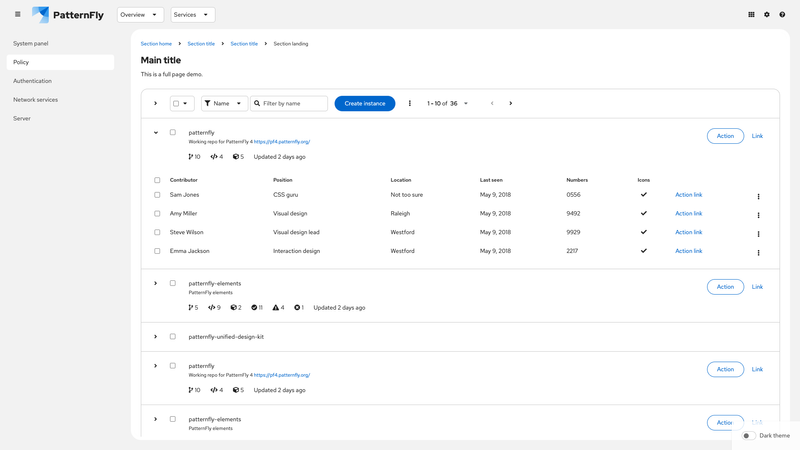 PatternFly
Overview Services
System panel
Policy
Authentication
Network services
Server
Section home Section title Section title Section landing
Main title
This is a full page demo.
Name Filter by name Create instance 1 - 10 of 36
patternfly
Working repo for PatternFly 4 https://pf4.patternfly.org/
10 4 5 Updated 2 days ago
Action Link
Contributor Position Location Last seen Numbers Icons
Sam Jones CSS guru Not too sure May 9, 2018 0556 Action link
Amy Miller Visual design Raleigh May 9, 2018 9492 Action link
Steve Wilson Visual design lead Westford May 9, 2018 9929 Action link
Emma Jackson Interaction design Westford May 9, 2018 2217 Action link
patternfly-elements
PatternFly elements
5 9 2 11 4 1 Updated 2 days ago
Action Link
patternfly-unified-design-kit
patternfly
Working repo for PatternFly 4 https://pf4.patternfly.org/
10 4 5 Updated 2 days ago
Action Link
patternfly-elements
PatternFly elements
Action Link
Dark theme